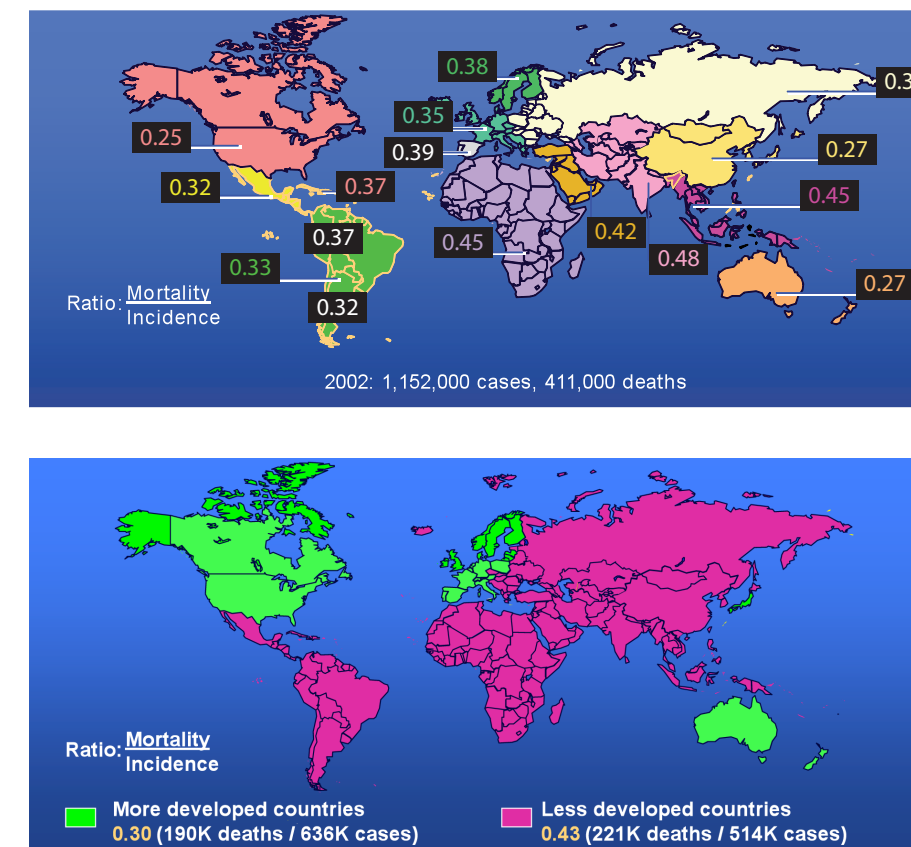 0.38
0.3
0.35
0.25
0.39
0.27
0.32
0.37
0.45
0.37
0.45
0.42
0.33
0.48
0.27
0.32
Ratio: Mortality
Incidence
2002: 1,152,000 cases, 411,000 deaths
Ratio: Mortality
Incidence
More developed countries
0.30 (190K deaths / 636K cases)
Less developed countries
0.43 (221K deaths / 514K cases)